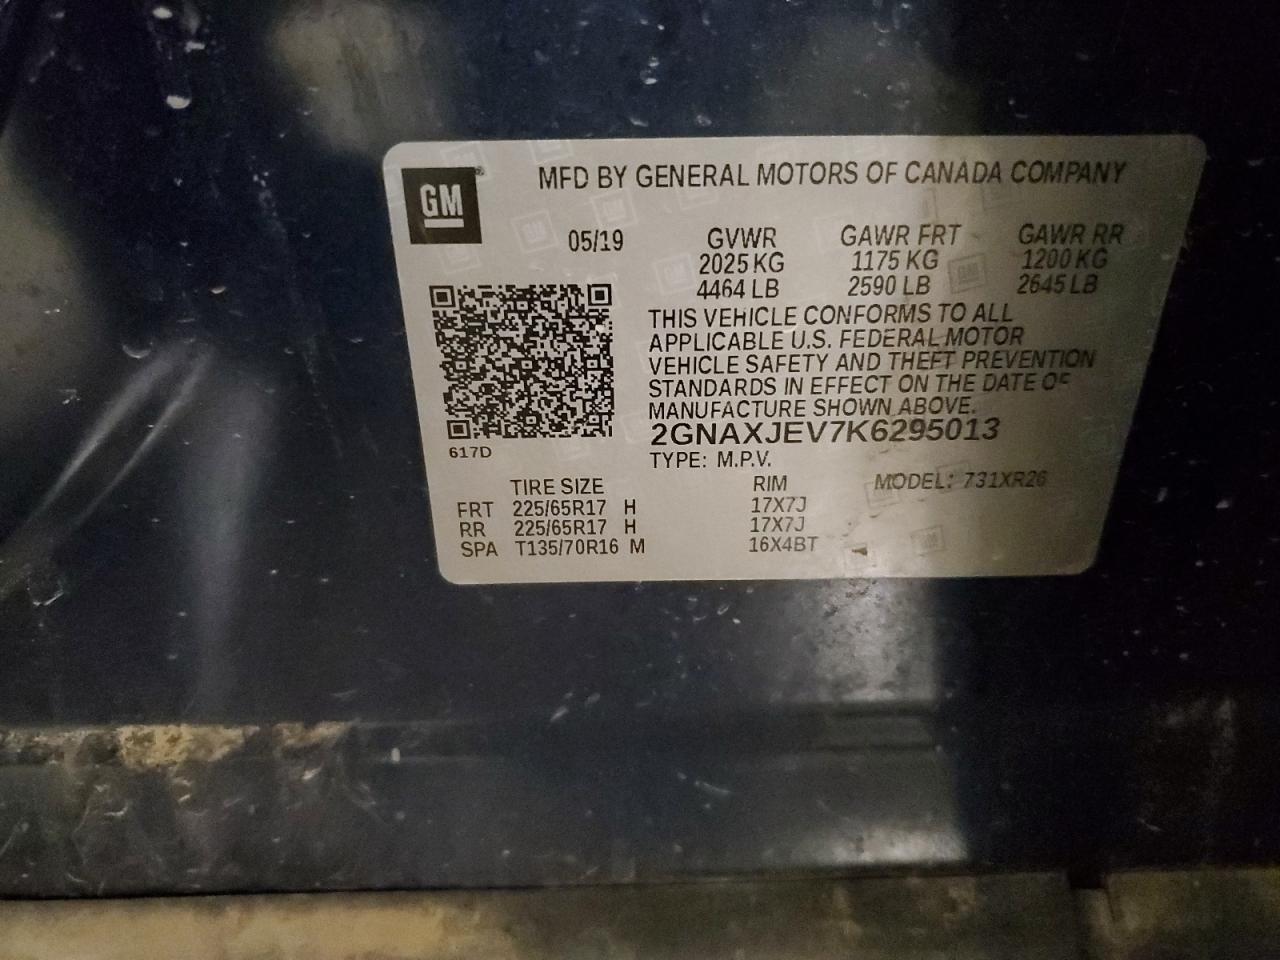 GM
MFD BY GENERAL MOTORS OF CANADA COMPANY
05/19 GVWR GAWR FRT GAWR RR
2025 KG 1175 KG 1200 KG
4464 LB 2590 LB 2645 LB
THIS VEHICLE CONFORMS TO ALL
APPLICABLE U.S. FEDERAL MOTOR
VEHICLE SAFETY AND THEFT PREVENTION
STANDARDS IN EFFECT ON THE DATE OF
MANUFACTURE SHOWN ABOVE.
2GNAXJEV7K6295013
617D
TYPE: M.P.V.
TIRE SIZE RIM MODEL: 731XR26
FRT 225/65R17 H 17X7J
RR 225/65R17 H 17X7J
SPA T135/70R16 M 16X4BT